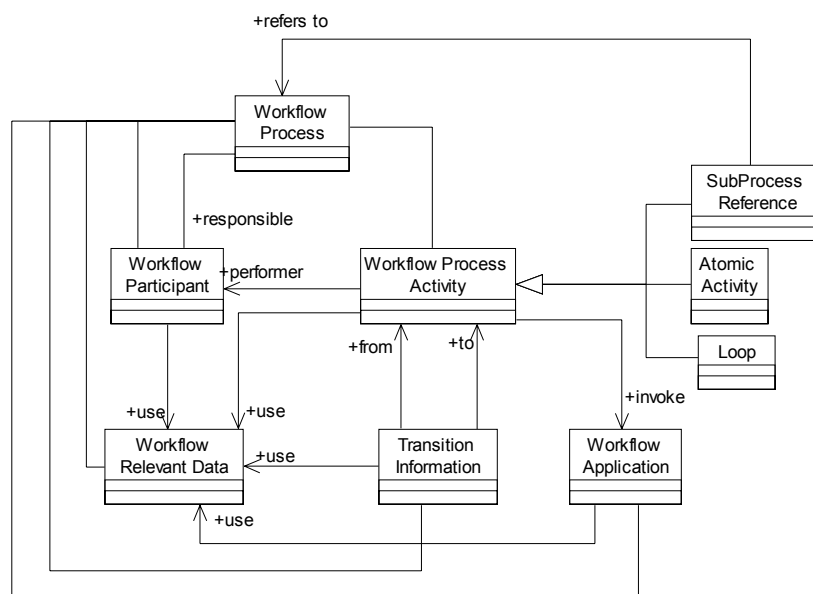 +refers to
Workflow
Process
SubProcess
Reference
+responsible
Workflow
Participant
+performer
Workflow Process
Activity
Atomic
Activity
+from
+to
Loop
+use
+use
+invoke
Workflow
Relevant Data
+use
Transition
Information
Workflow
Application
+use